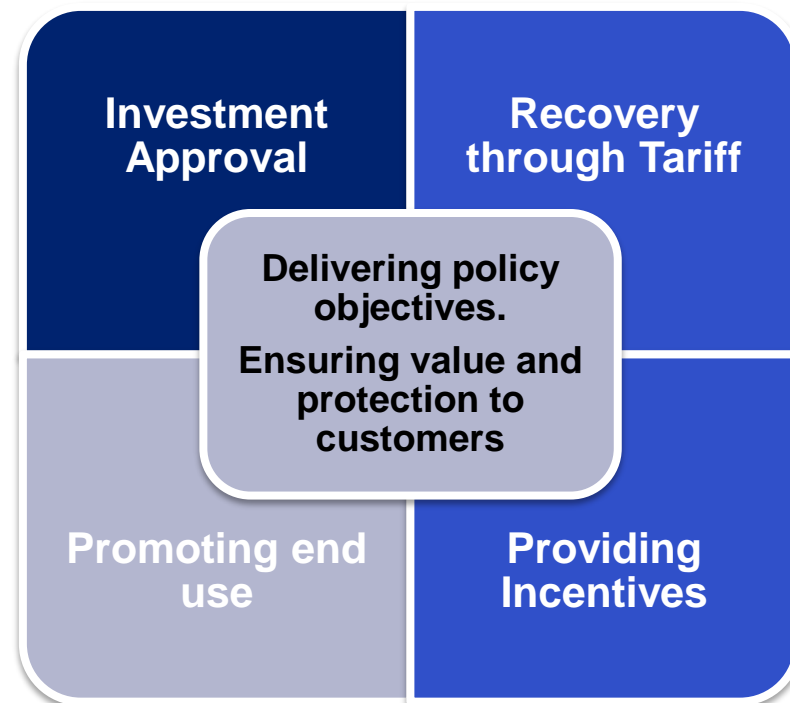 Investment
Approval
Recovery
through Tariff
Delivering policy
objectives.
Ensuring value and
protection to
customers
Promoting end
use
Providing
Incentives